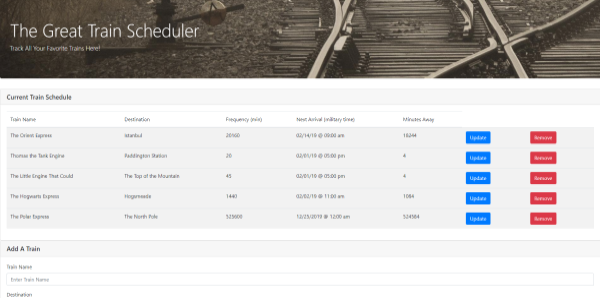 The Great Train Scheduler
Track All Your Favorite Trains Here!
Current Train Schedule
Train Name Destination Frequency (min) Next Arrival (military time) Minutes Away
The Orient Express Istanbul 20160 02/14/19 @ 09:00 am 19244 Update Remove
Thomas the Tank Engine Paddington Station 20 02/01/19 @ 05:00 pm 4 Update Remove
The Little Engine That Could The Top of the Mountain 45 02/01/19 @ 05:00 pm 4 Update Remove
The Hogwarts Express Hogsmeade 1440 02/02/19 @ 11:00 am 1084 Update Remove
The Polar Express The North Pole 525600 12/25/2019 @ 12:00 am 524584 Update Remove
Add A Train
Train Name
Enter Train Name
Destination